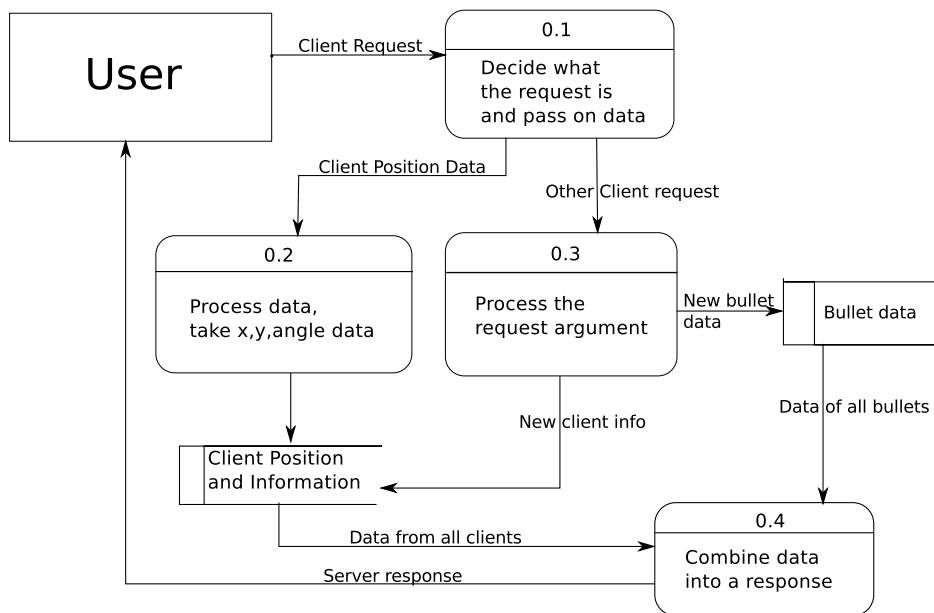 User
Client Request
0.1
Decide what
the request is
and pass on data
Client Position Data
Other Client request
0.2
Process data,
take x,y,angle data
0.3
Process the
request argument
New bullet
data
Bullet data
New client info
Data of all bullets
Client Position
and Information
Data from all clients
0.4
Combine data
into a response
Server response